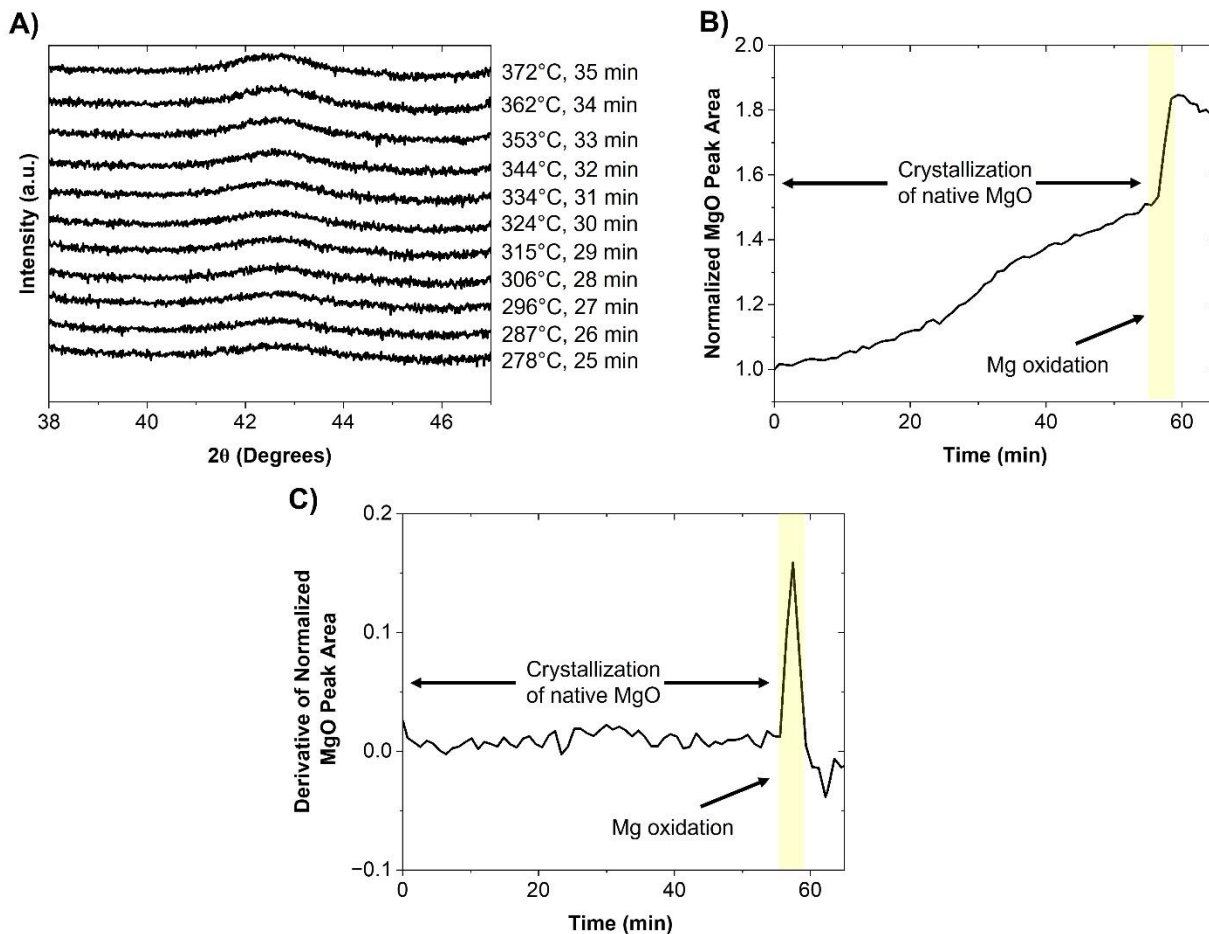 A)
Intensity (a.u.)
372°C, 35 min
362°C, 34 min
353°C, 33 min
344°C, 32 min
334°C, 31 min
324°C, 30 min
315°C, 29 min
306°C, 28 min
296°C, 27 min
287°C, 26 min
278°C, 25 min
38 40 42 44 46
2θ (Degrees)
B)
Normalized MgO Peak Area
2.0
1.8
1.6
1.4
1.2
1.0
Crystallization
of native MgO
Mg oxidation
0 20 40 60
Time (min)
C)
Derivative of Normalized
MgO Peak Area
0.2
0.1
0.0
−0.1
Crystallization
of native MgO
Mg oxidation
0 20 40 60
Time (min)